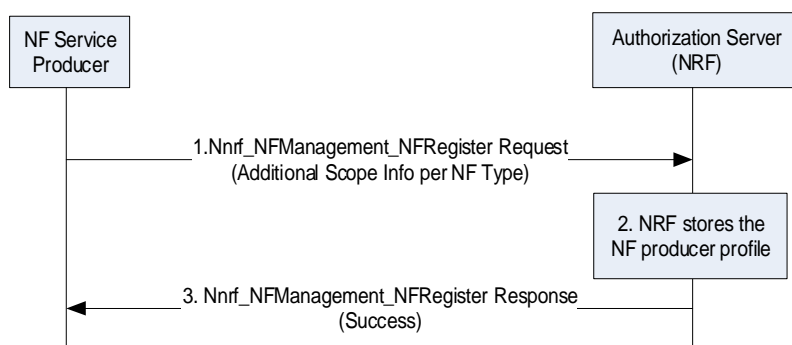 NF Service
Producer
Authorization Server
(NRF)
1.Nnrf_NFManagement_NFRegister Request
(Additional Scope Info per NF Type)
2. NRF stores the
NF producer profile
3. Nnrf_NFManagement_NFRegister Response
(Success)